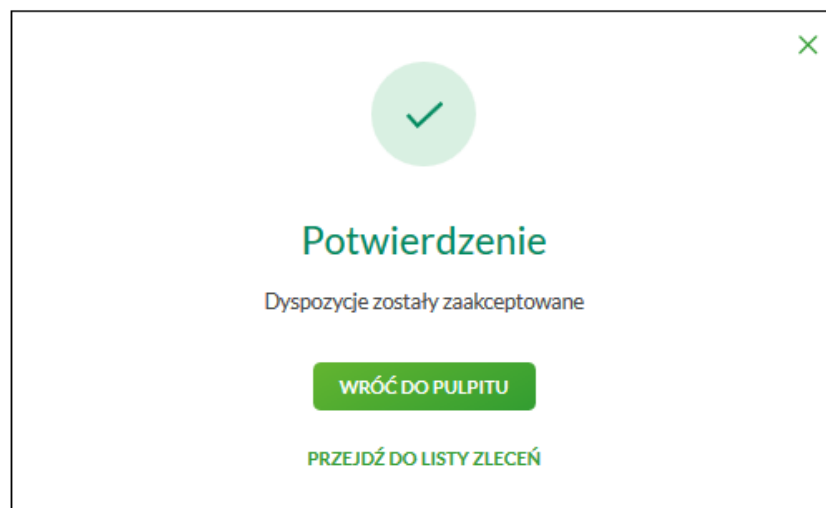 Potwierdzenie
Dyspozycje zostały zaakceptowane
WRÓĆ DO PULPITU
PRZEJDŹ DO LISTY ZLECEŃ